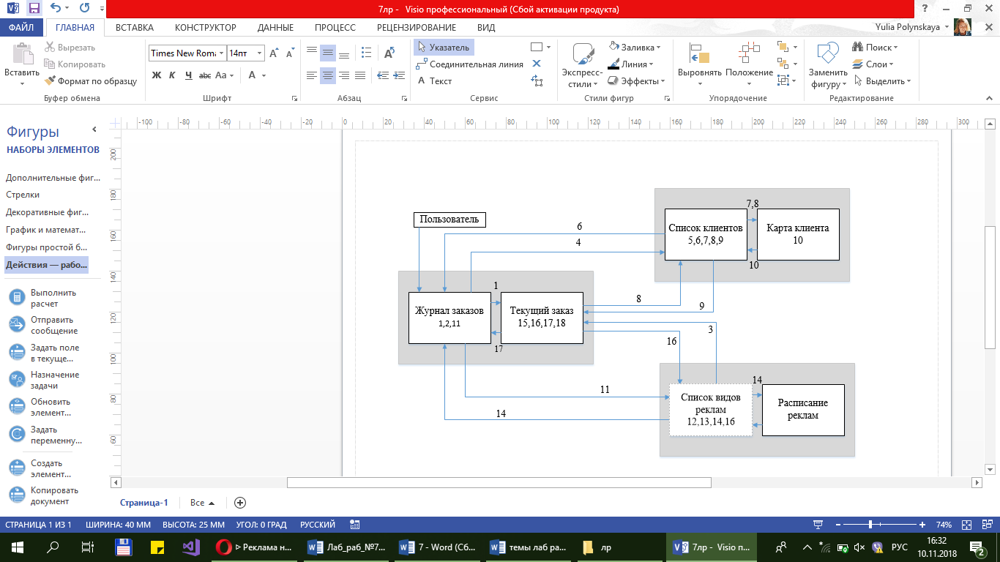 7лр - Visio профессиональный (Сбой активации продукта)
ФАЙЛ ГЛАВНАЯ ВСТАВКА КОНСТРУКТОР ДАННЫЕ ПРОЦЕСС РЕЦЕНЗИРОВАНИЕ ВИД
Yulia Polynskaya
Вставить
Вырезать
Копировать
Формат по образцу
Буфер обмена
Times New Roma 14пт
Ж К Ч abc Aa A
Шрифт
Абзац
Указатель
Соединительная линия
Текст
Сервис
Экспресс-
стили
Заливка
Линия
Эффекты
Стили фигур
Выровнять Положение
Упорядочение
Заменить
фигуру
Поиск
Слои
Выделить
Редактирование
Фигуры
НАБОРЫ ЭЛЕМЕНТОВ
Дополнительные фиг...
Стрелки
Декоративные фиг...
График и математ...
Фигуры простой б...
Действия — рабо...
Выполнить
расчет
Отправить
сообщение
Задать поле
в текуще...
Назначение
задачи
Обновить
элемент...
Задать
переменну...
Создать
элемент...
Копировать
документ
-100 -80 -60 -40 -20 0 20 40 60 80 100 120 140 160 180 200 220 240 260 280 300
200
180
160
140
120
100
80
60
Пользователь
6
4
7,8
Список клиентов
5,6,7,8,9
Карта клиента
10
10
1
Журнал заказов
1,2,11
Текущий заказ
15,16,17,18
17
8
9
3
16
11
14
14
Список видов
реклам
12,13,14,16
Расписание
реклам
Страница-1 Все
СТРАНИЦА 1 ИЗ 1 ШИРИНА: 40 ММ ВЫСОТА: 25 ММ УГОЛ: 0 ГРАД РУССКИЙ 74%
ᐅ Реклама н... Лаб_раб_№7... 7 - Word (Сб... темы лаб ра... лр 7лр - Visio п...
РУС
16:32
10.11.2018
2